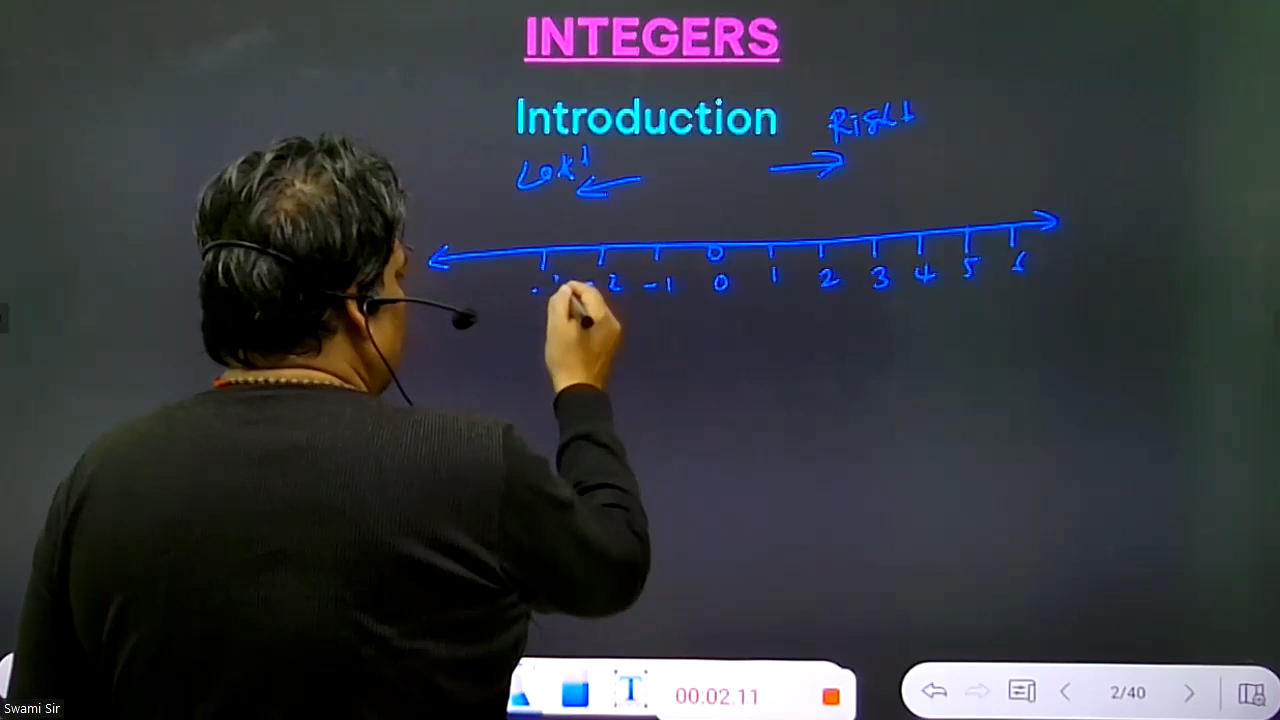 INTEGERS
Introduction
Right
Left
-2 -1 0 1 2 3 4 5 6
00.02.11
T
2/40
Swami Sir